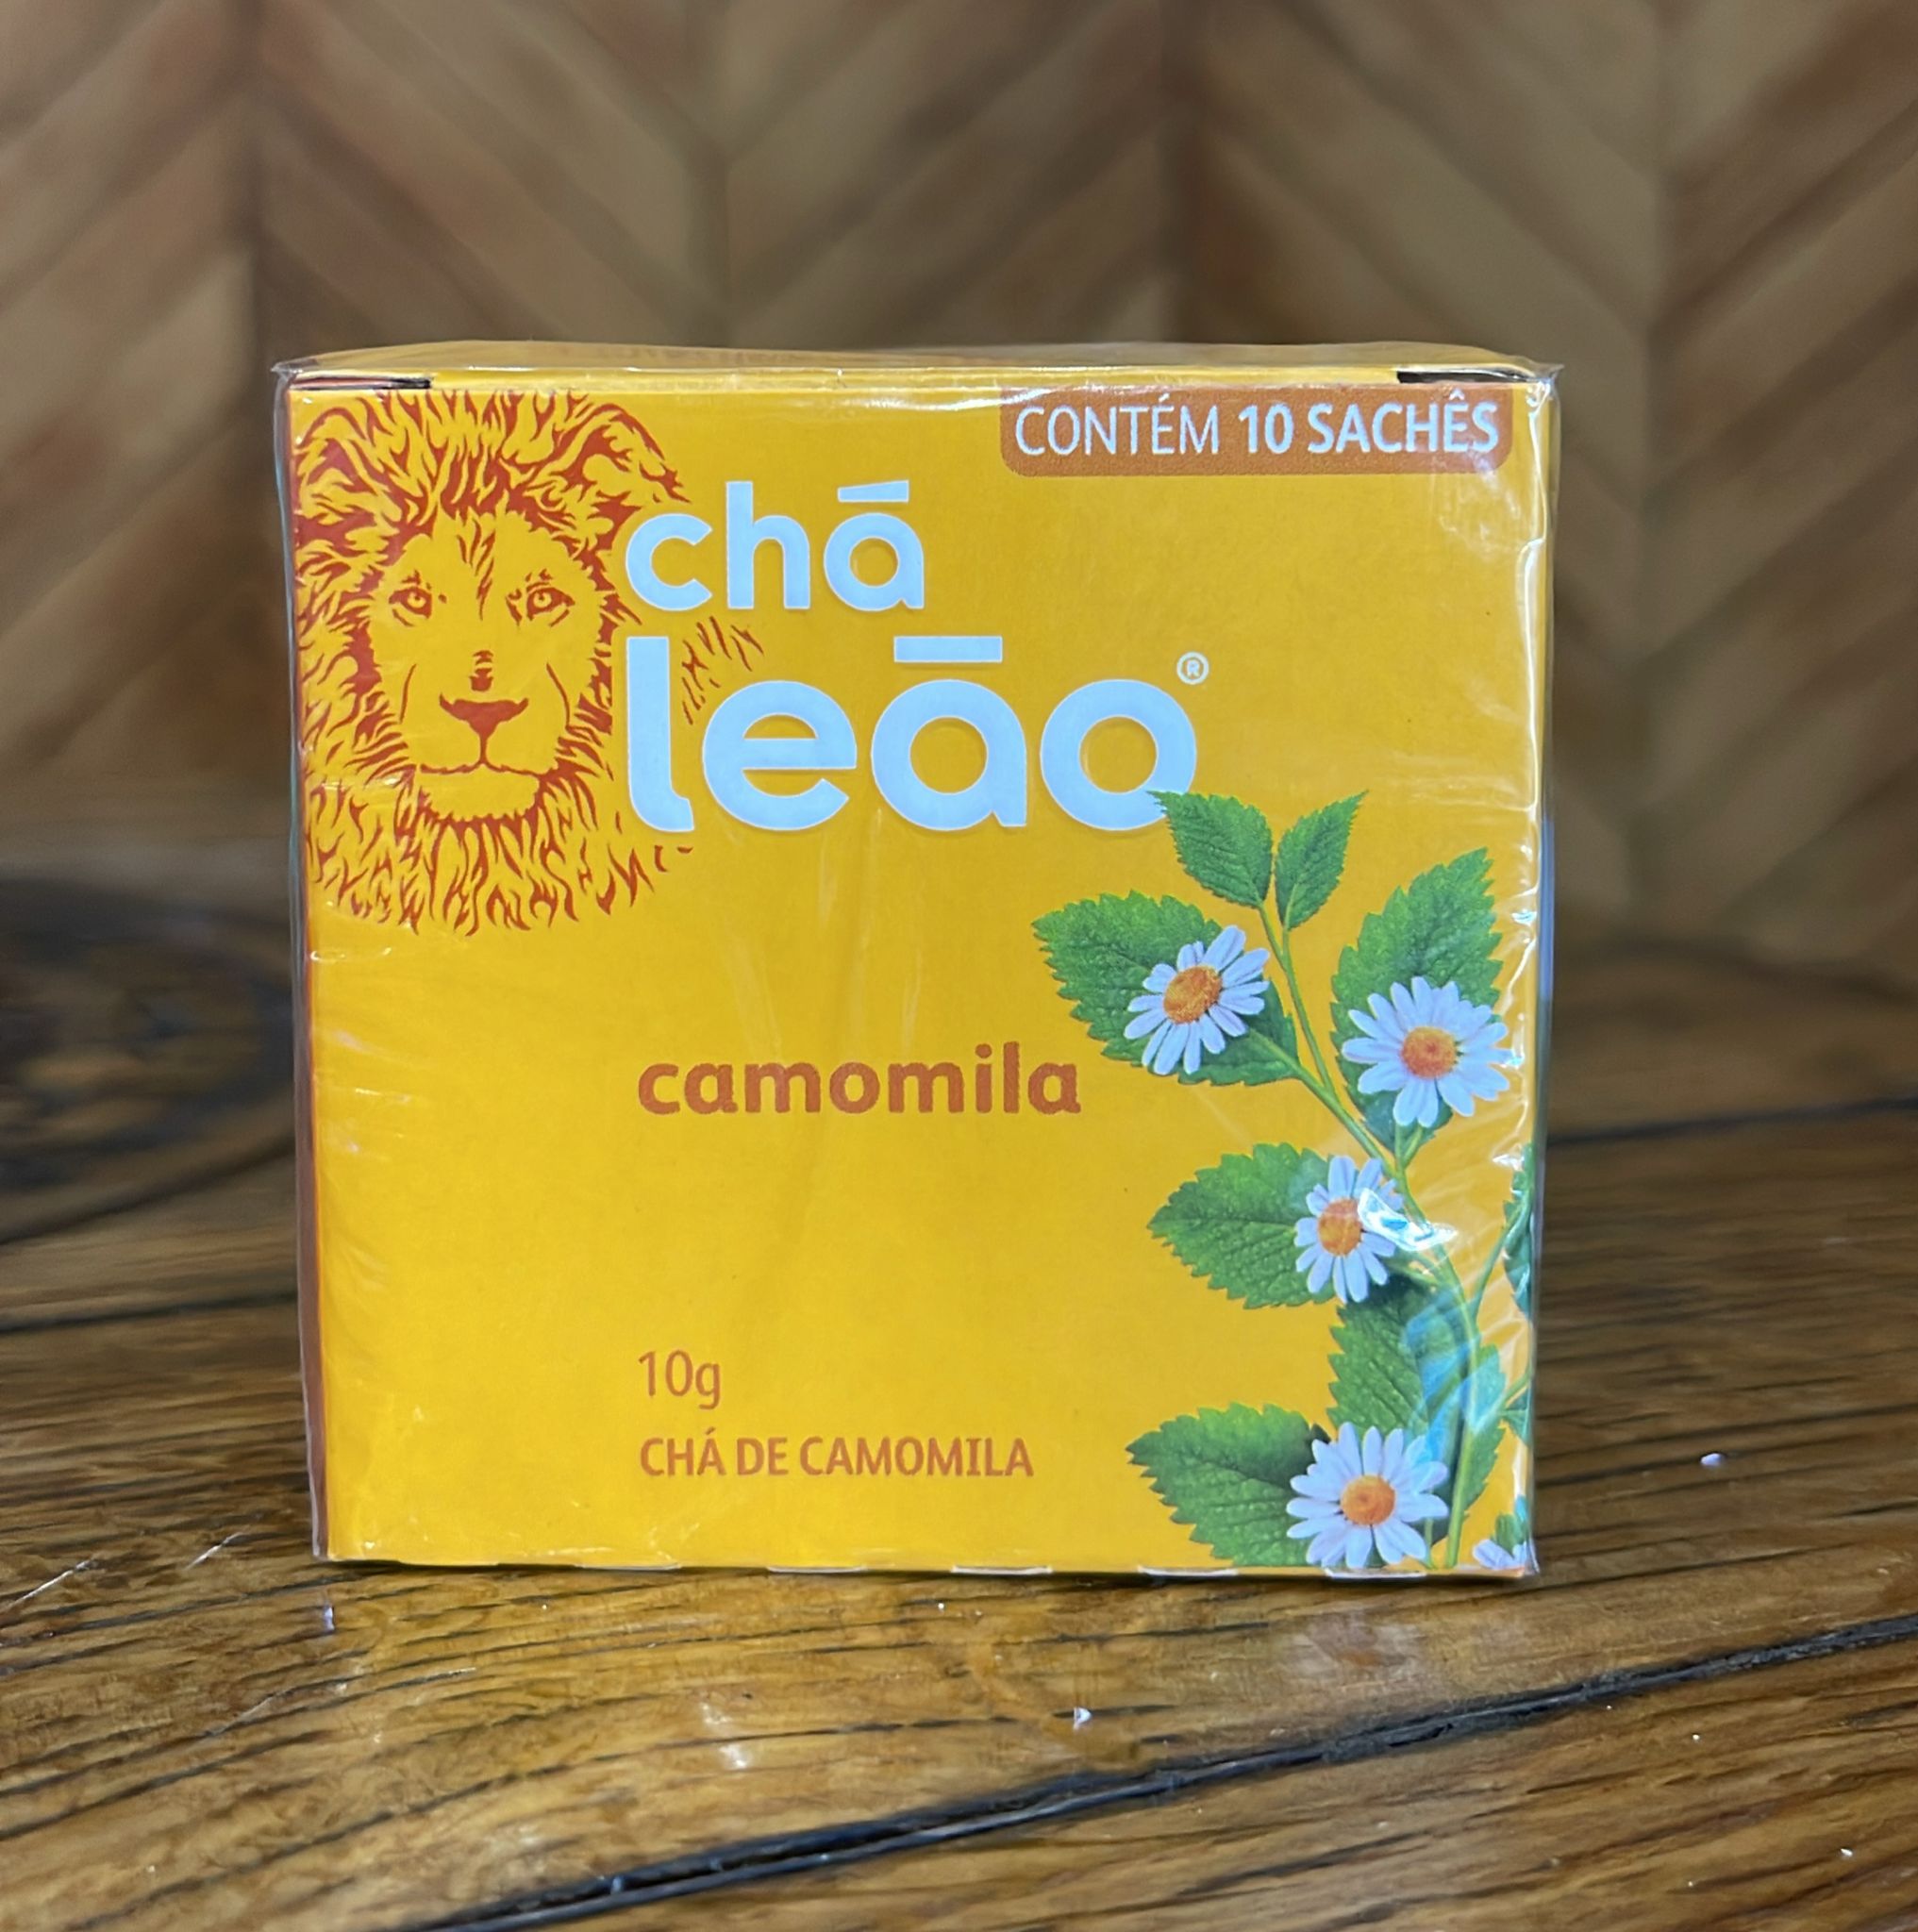 CONTÉM 10 SACHÊS
chá
leão®
camomila
10g
CHÁ DE CAMOMILA